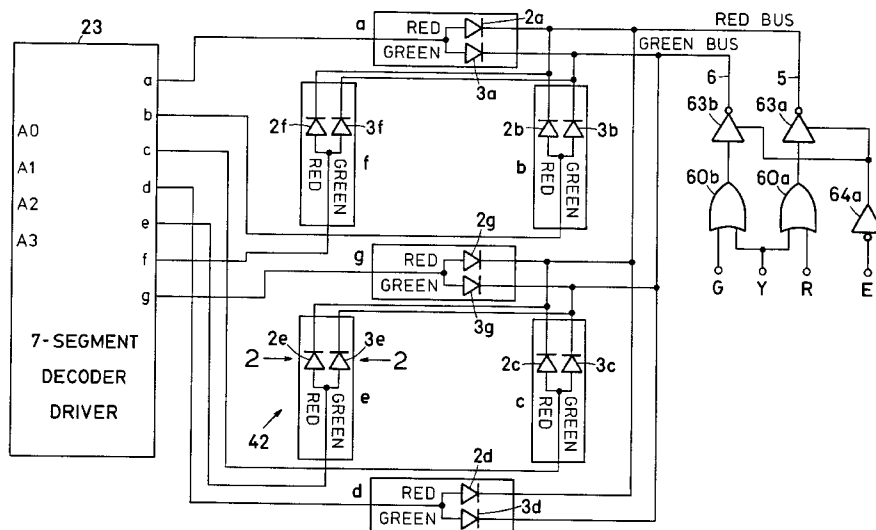 23
a RED 2a
GREEN
3a
RED BUS
GREEN BUS
6 5
63b 63a
a
b
c
d
e
f
g
A0
A1
A2
A3
7-SEGMENT
DECODER
DRIVER
2f 3f
RED GREEN f
2b 3b
RED GREEN b
60b 60a 64a
G Y R E
g RED 2g
GREEN
3g
2e 3e
2 2
RED GREEN e
42
2c 3c
RED GREEN c
d RED 2d
GREEN 3d